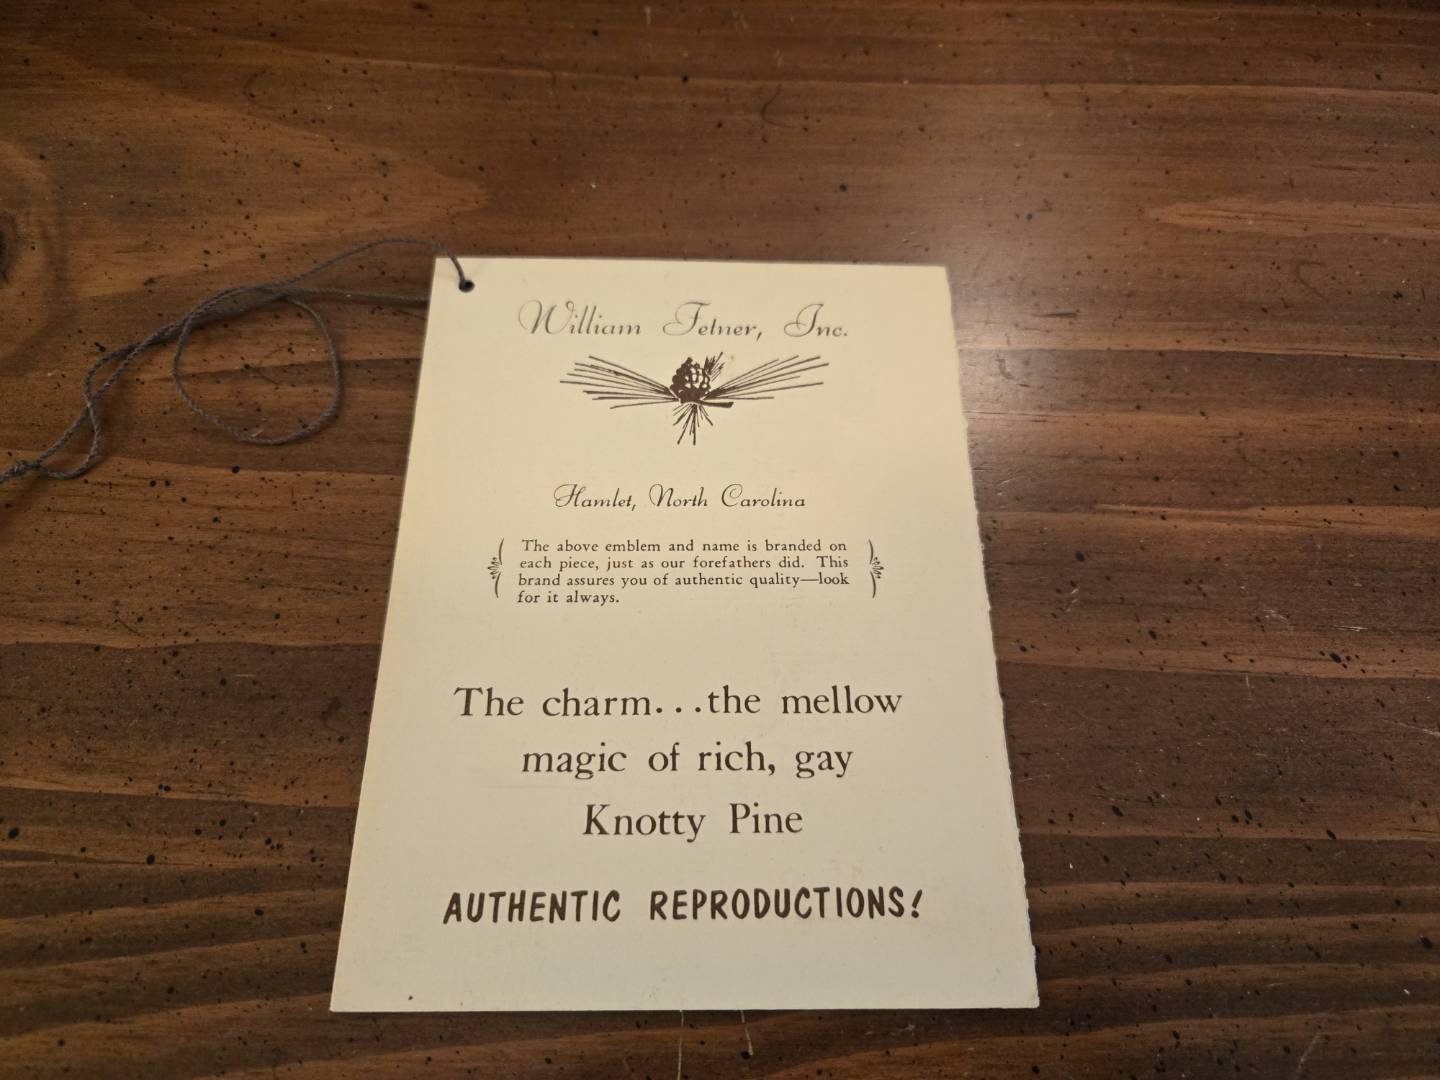 William Fetner, Inc.
Hamlet, North Carolina
The above emblem and name is branded on
each piece, just as our forefathers did. This
brand assures you of authentic quality—look
for it always.
The charm...the mellow
magic of rich, gay
Knotty Pine
AUTHENTIC REPRODUCTIONS!